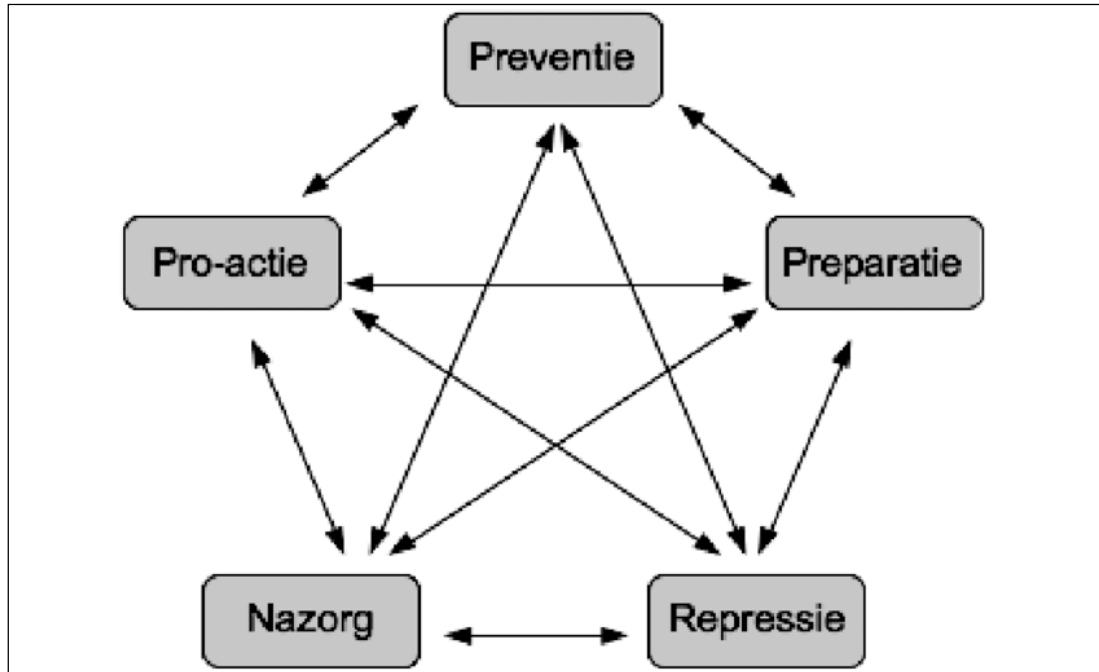 Preventie
Pro-actie
Preparatie
Nazorg
Repressie